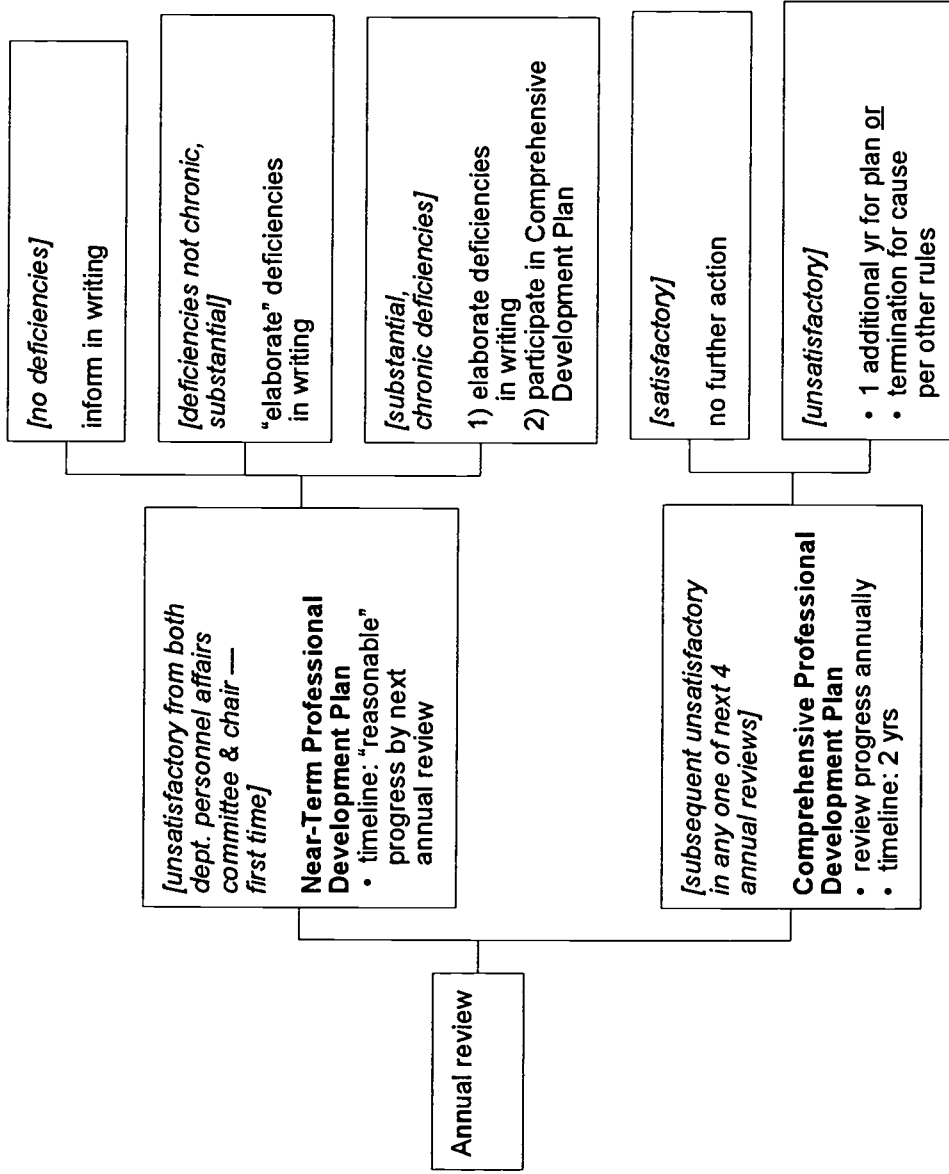 Annual review
[unsatisfactory from both
dept. personnel affairs
committee & chair —
first time]
Near-Term Professional
Development Plan
• timeline: “reasonable”
progress by next
annual review
[no deficiencies]
inform in writing
[deficiencies not chronic,
substantial]
“elaborate” deficiencies
in writing
[substantial,
chronic deficiencies]
1) elaborate deficiencies
in writing
2) participate in Comprehensive
Development Plan
[subsequent unsatisfactory
in any one of next 4
annual reviews]
Comprehensive Professional
Development Plan
• review progress annually
• timeline: 2 yrs
[satisfactory]
no further action
[unsatisfactory]
• 1 additional yr for plan or
• termination for cause
per other rules